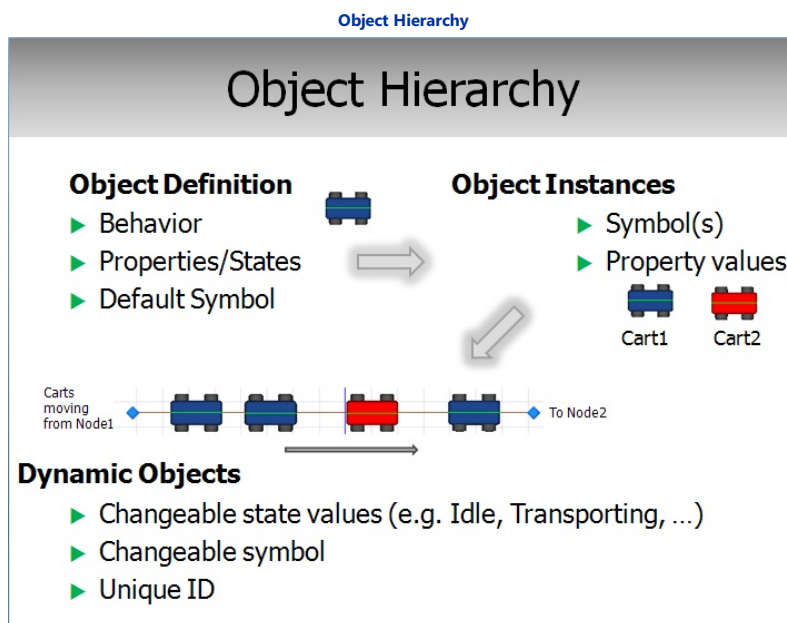 Object Hierarchy
Object Hierarchy
Object Definition
Behavior
Properties/States
Default Symbol
Object Instances
Symbol(s)
Property values
Cart1
Cart2
Carts
moving
from Node1
To Node2
Dynamic Objects
Changeable state values (e.g. Idle, Transporting, …)
Changeable symbol
Unique ID